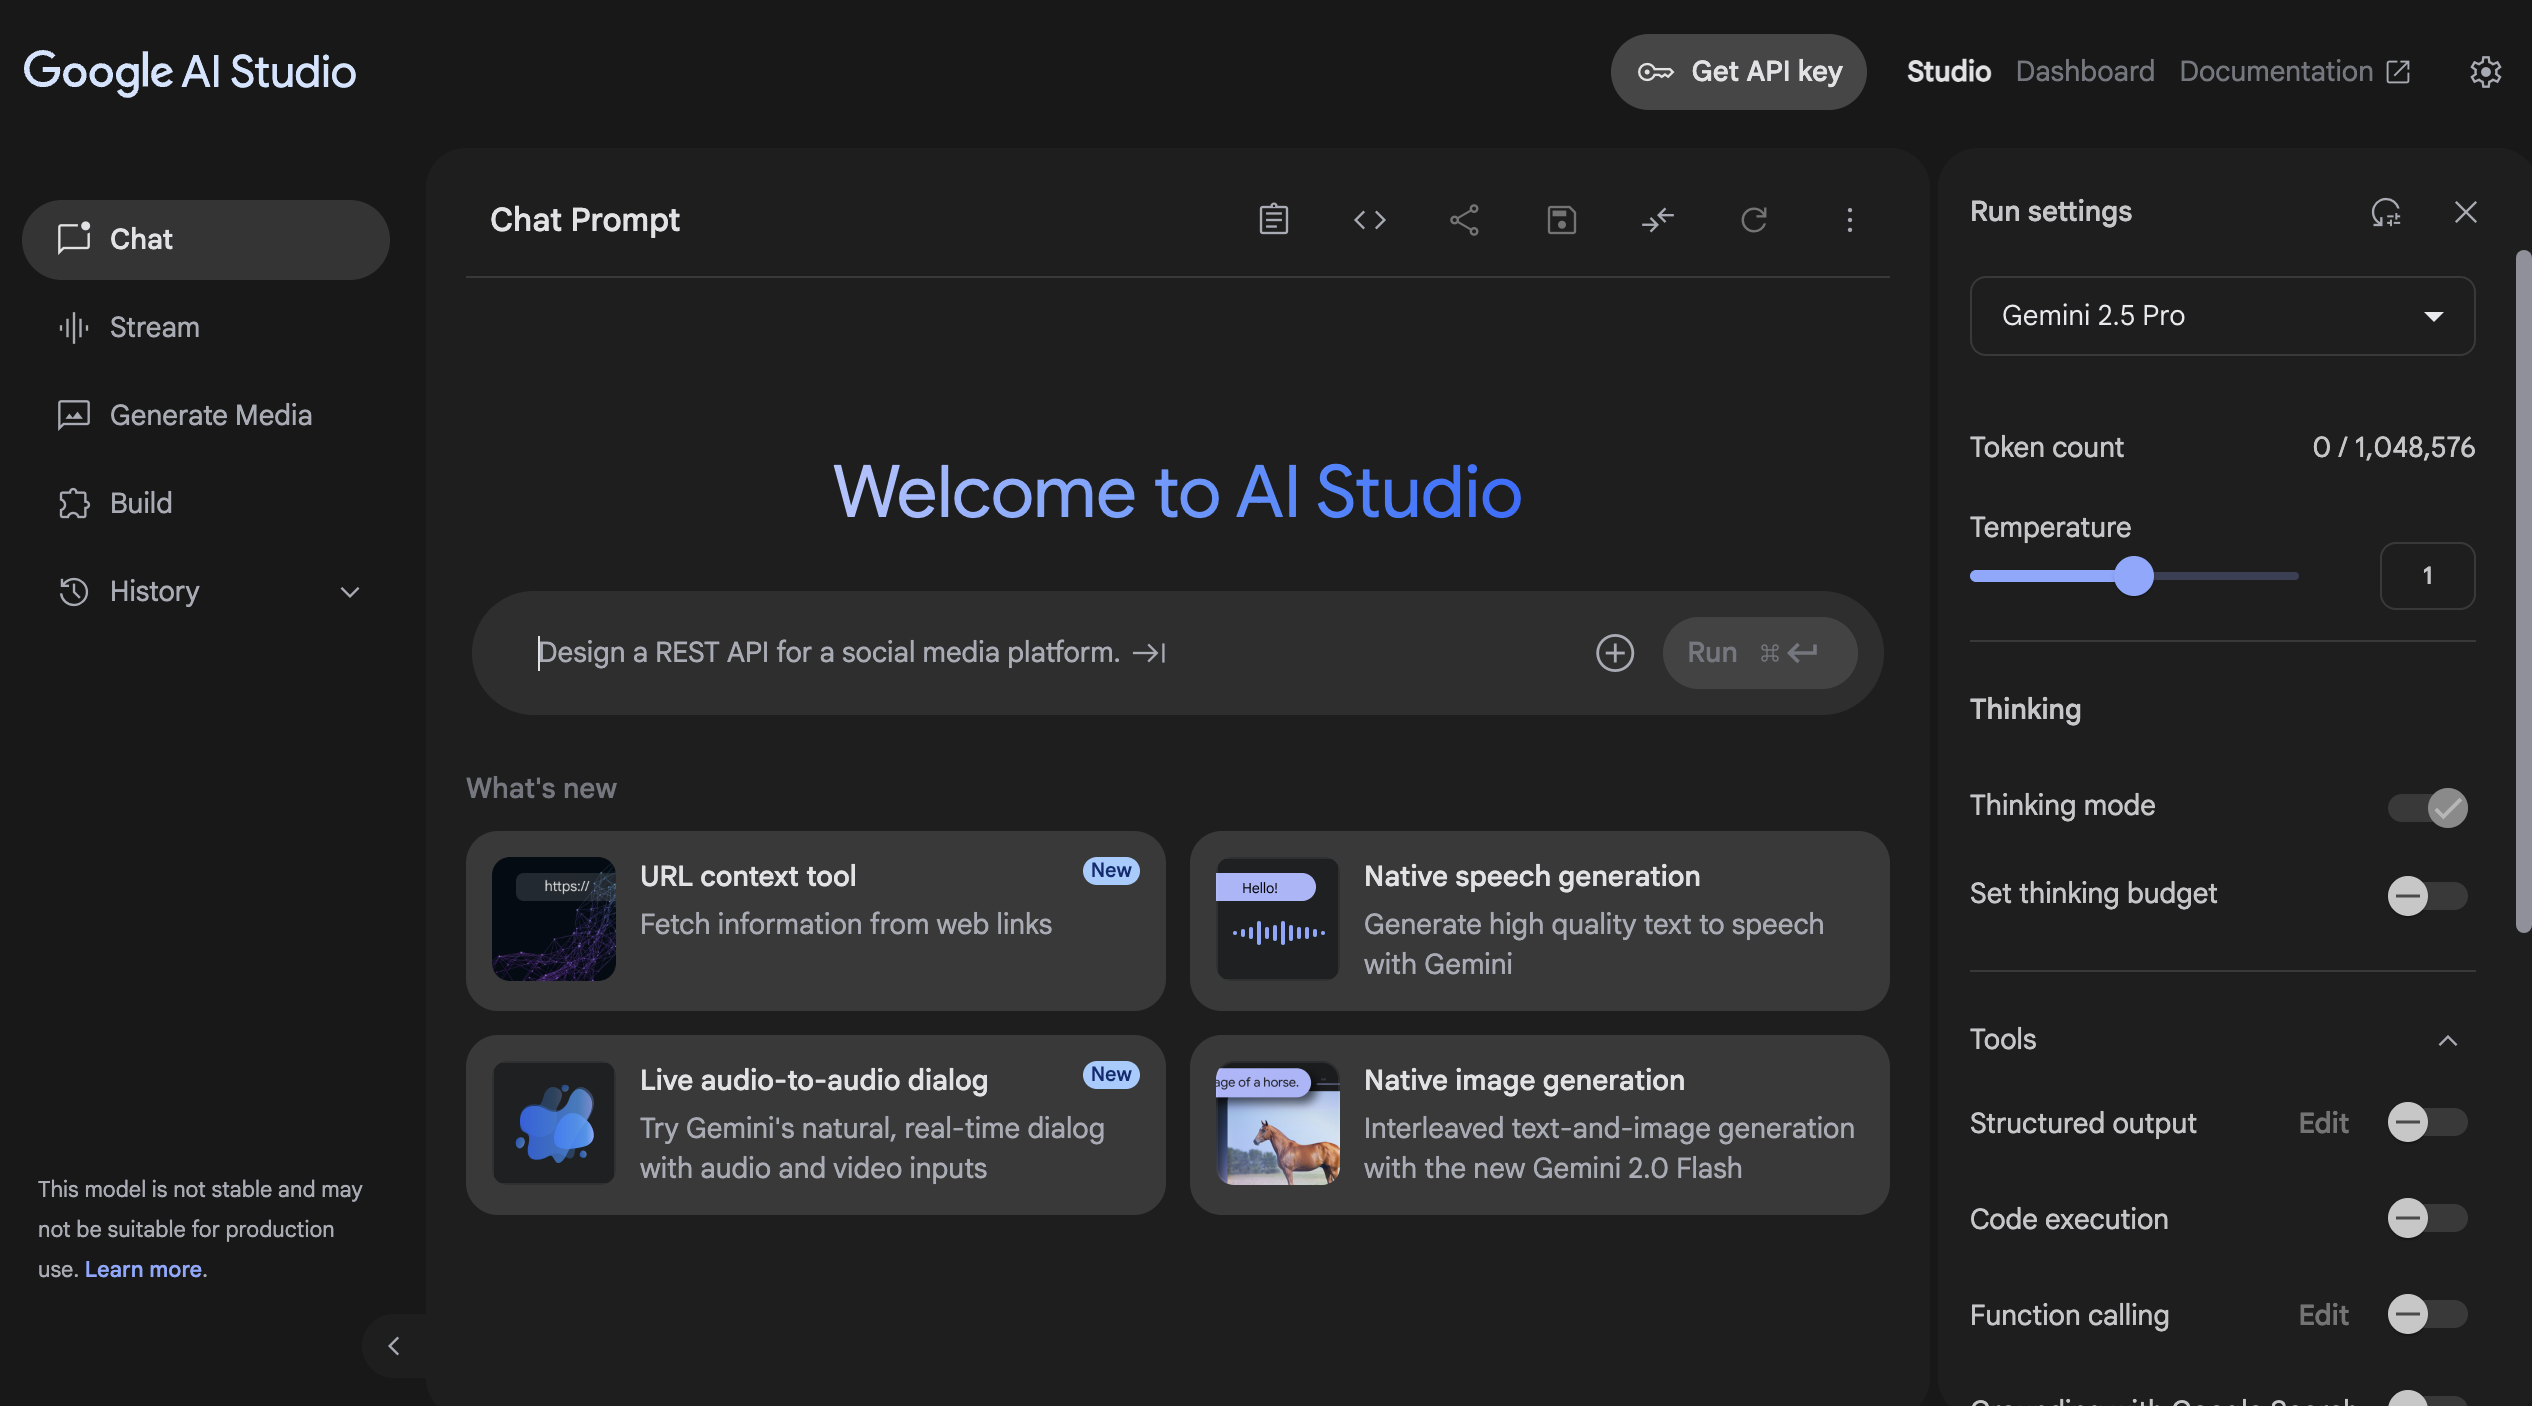 Google AI Studio
Get API key
Studio
Dashboard
Documentation
Chat
Stream
Generate Media
Build
History
This model is not stable and may
not be suitable for production
use. Learn more.
Chat Prompt
Welcome to AI Studio
Design a REST API for a social media platform.
Run ⌘
What's new
https://
URL context tool
New
Fetch information from web links
Hello!
Native speech generation
Generate high quality text to speech
with Gemini
Live audio-to-audio dialog
New
Try Gemini's natural, real-time dialog
with audio and video inputs
age of a horse.
Native image generation
Interleaved text-and-image generation
with the new Gemini 2.0 Flash
Run settings
Gemini 2.5 Pro
Token count
0 / 1,048,576
Temperature
1
Thinking
Thinking mode
Set thinking budget
Tools
Structured output
Edit
Code execution
Function calling
Edit
Grounding with Google Search